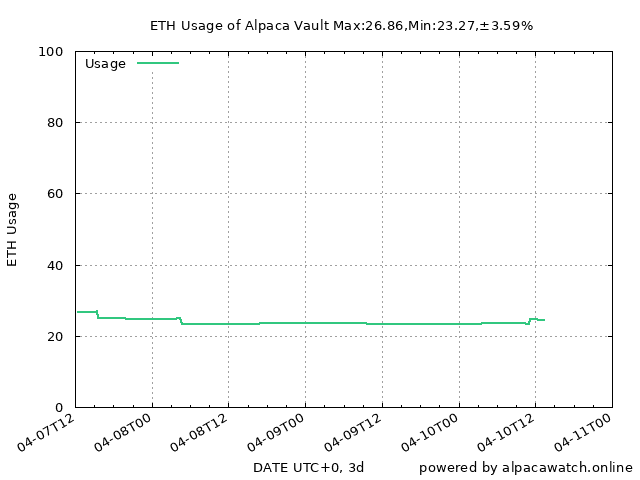 ETH Usage of Alpaca Vault Max:26.86,Min:23.27,±3.59%
Usage
ETH Usage
100
80
60
40
20
0
04-07T12
04-08T00
04-08T12
04-09T00
04-09T12
04-10T00
04-10T12
04-11T00
DATE UTC+0, 3d
powered by alpacawatch.online